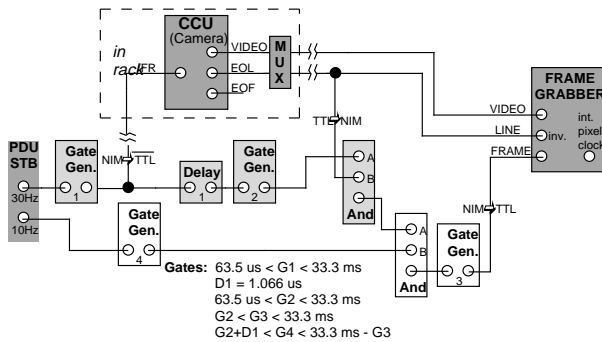 CCU
(Camera)
in
rack
IFR
VIDEO
EOL
EOF
M
U
X
FRAME
GRABBER
VIDEO
LINE
FRAME
inv.
int.
pixel
clock
TTL NIM
PDU
STB
30Hz
10Hz
Gate
Gen.
1
NIM TTL
Delay
1
Gate
Gen.
2
A
B
And
NIM TTL
Gate
Gen.
4
A
B
And
Gate
Gen.
3
Gates: 63.5 us < G1 < 33.3 ms
D1 = 1.066 us
63.5 us < G2 < 33.3 ms
G2 < G3 < 33.3 ms
G2+D1 < G4 < 33.3 ms - G3